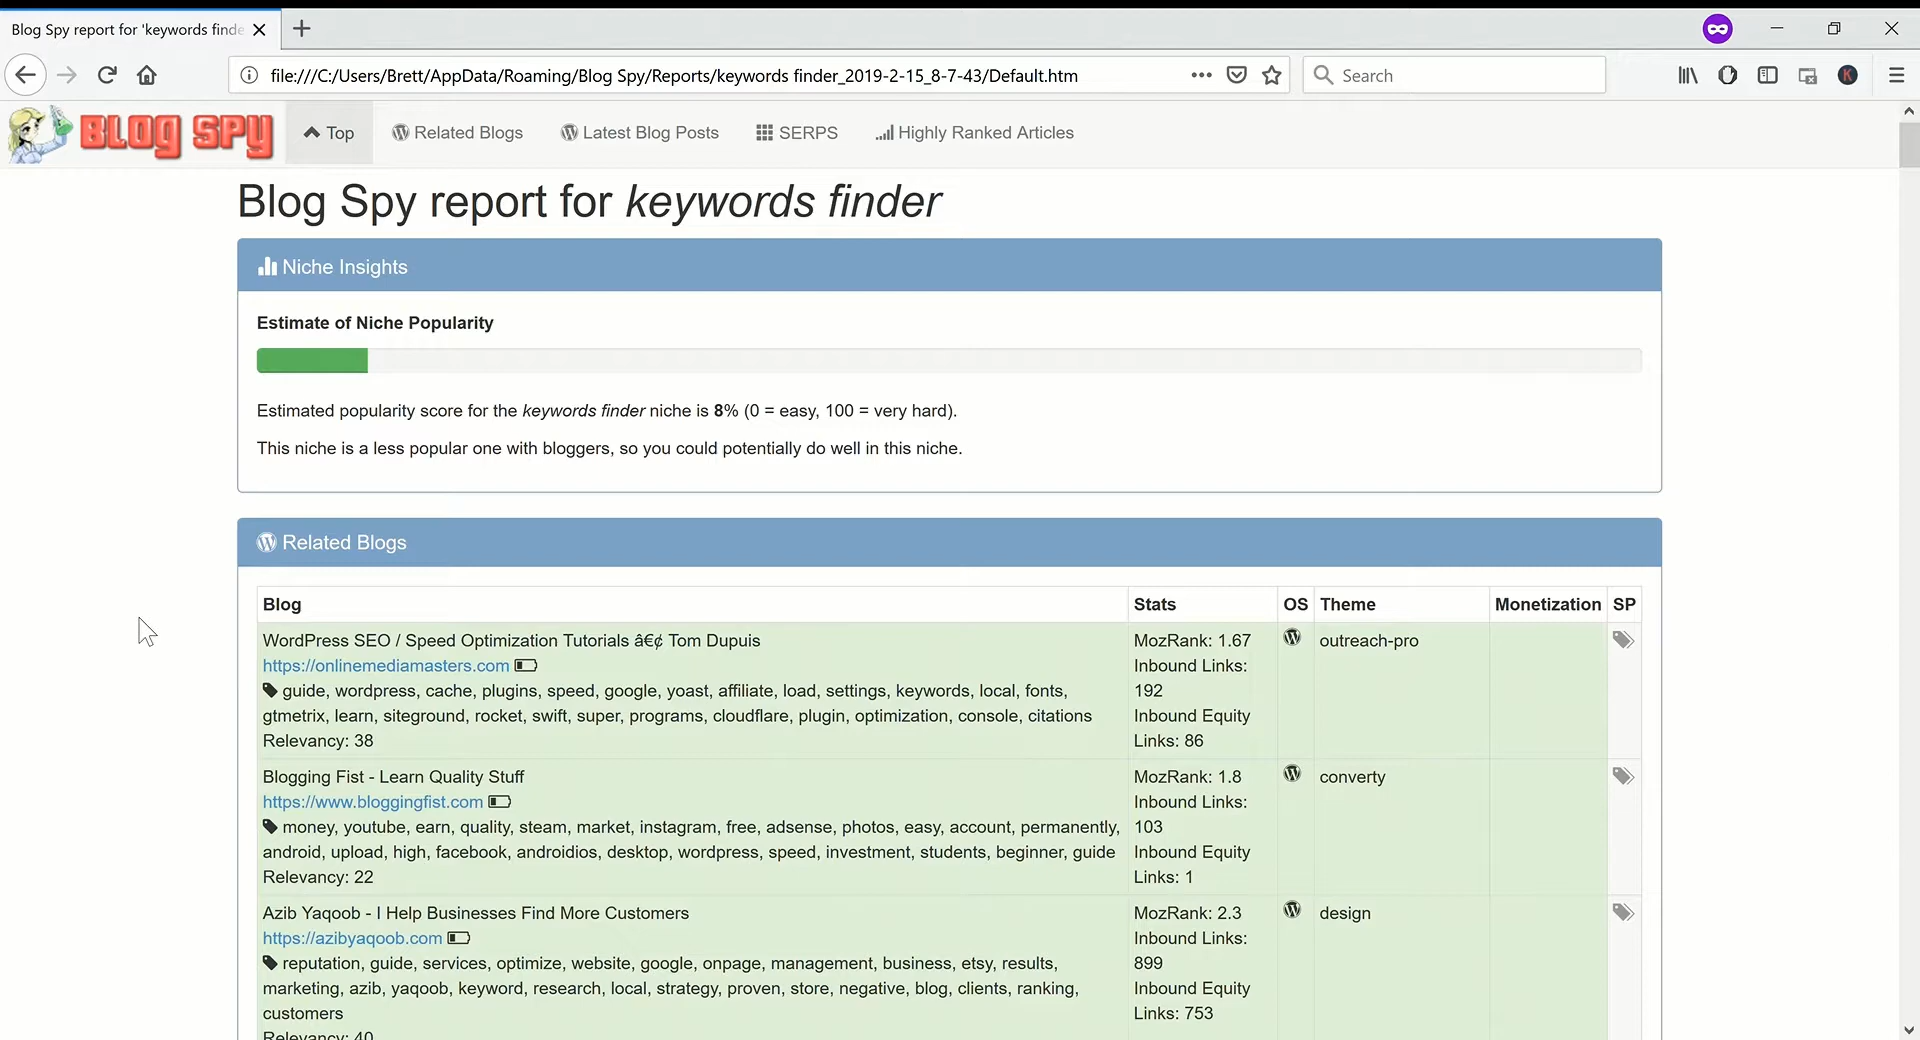 Blog Spy report for 'keywords finde
file:///C:/Users/Brett/AppData/Roaming/Blog Spy/Reports/keywords finder_2019-2-15_8-7-43/Default.htm
Search
K
BLOG SPY
Top
Related Blogs
Latest Blog Posts
SERPS
Highly Ranked Articles
Blog Spy report for keywords finder
Niche Insights
Estimate of Niche Popularity
Estimated popularity score for the keywords finder niche is 8% (0 = easy, 100 = very hard).
This niche is a less popular one with bloggers, so you could potentially do well in this niche.
Related Blogs
Blog Stats OS Theme Monetization SP
WordPress SEO / Speed Optimization Tutorials â€¢ Tom Dupuis
https://onlinemediamasters.com
guide, wordpress, cache, plugins, speed, google, yoast, affiliate, load, settings, keywords, local, fonts,
gtmetrix, learn, siteground, rocket, swift, super, programs, cloudflare, plugin, optimization, console, citations
Relevancy: 38
MozRank: 1.67
Inbound Links:
192
Inbound Equity
Links: 86
outreach-pro
Blogging Fist - Learn Quality Stuff
https://www.bloggingfist.com
money, youtube, earn, quality, steam, market, instagram, free, adsense, photos, easy, account, permanently,
android, upload, high, facebook, androidios, desktop, wordpress, speed, investment, students, beginner, guide
Relevancy: 22
MozRank: 1.8
Inbound Links:
103
Inbound Equity
Links: 1
converty
Azib Yaqoob - I Help Businesses Find More Customers
https://azibyaqoob.com
reputation, guide, services, optimize, website, google, onpage, management, business, etsy, results,
marketing, azib, yaqoob, keyword, research, local, strategy, proven, store, negative, blog, clients, ranking,
customers
Relevancy: 40
MozRank: 2.3
Inbound Links:
899
Inbound Equity
Links: 753
design